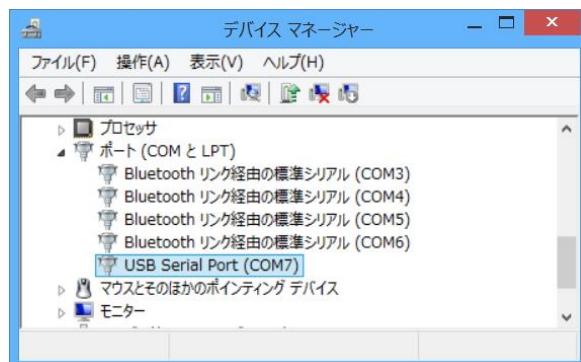 デバイス マネージャー
ファイル(F) 操作(A) 表示(V) ヘルプ(H)
プロセッサ
ポート (COM と LPT)
Bluetooth リンク経由の標準シリアル (COM3)
Bluetooth リンク経由の標準シリアル (COM4)
Bluetooth リンク経由の標準シリアル (COM5)
Bluetooth リンク経由の標準シリアル (COM6)
USB Serial Port (COM7)
マウスとそのほかのポインティング デバイス
モニター